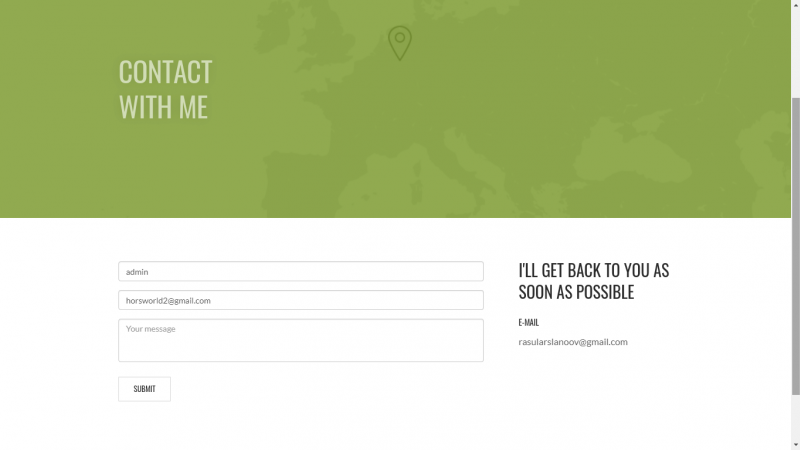 CONTACT
WITH ME
admin
horsworld2@gmail.com
Your message
SUBMIT
I'LL GET BACK TO YOU AS
SOON AS POSSIBLE
E-MAIL
rasularslanoov@gmail.com